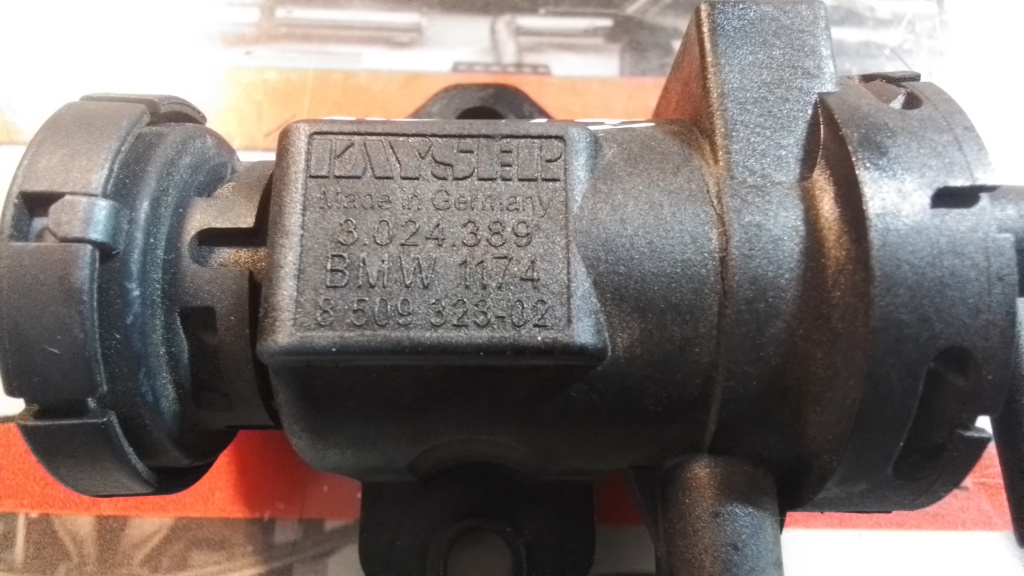 KAYSER
Made in Germany
3.024.389
BMW 1174
8 509 323-02